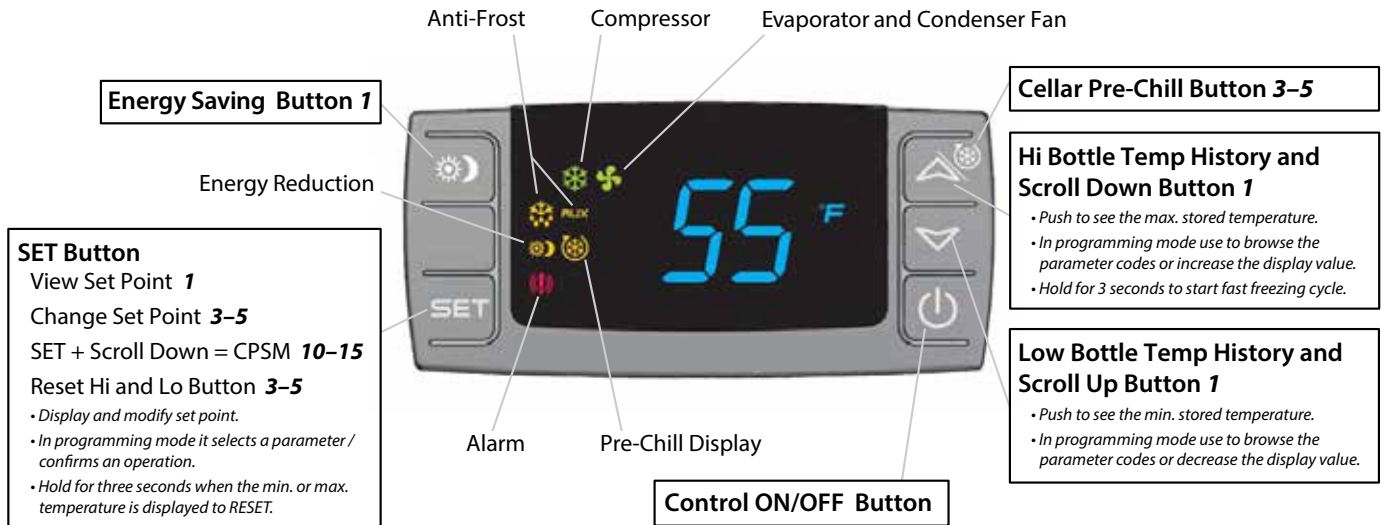 Anti-Frost
Compressor
Evaporator and Condenser Fan
Energy Saving Button 1
Energy Reduction
SET Button
View Set Point 1
Change Set Point 3–5
SET + Scroll Down = CPSM 10–15
Reset Hi and Lo Button 3–5
• Display and modify set point.
• In programming mode it selects a parameter /
confirms an operation.
• Hold for three seconds when the min. or max.
temperature is displayed to RESET.
AUX
55 °F
SET
Alarm
Pre-Chill Display
Control ON/OFF Button
Cellar Pre-Chill Button 3–5
Hi Bottle Temp History and
Scroll Down Button 1
• Push to see the max. stored temperature.
• In programming mode use to browse the
parameter codes or increase the display value.
• Hold for 3 seconds to start fast freezing cycle.
Low Bottle Temp History and
Scroll Up Button 1
• Push to see the min. stored temperature.
• In programming mode use to browse the
parameter codes or decrease the display value.